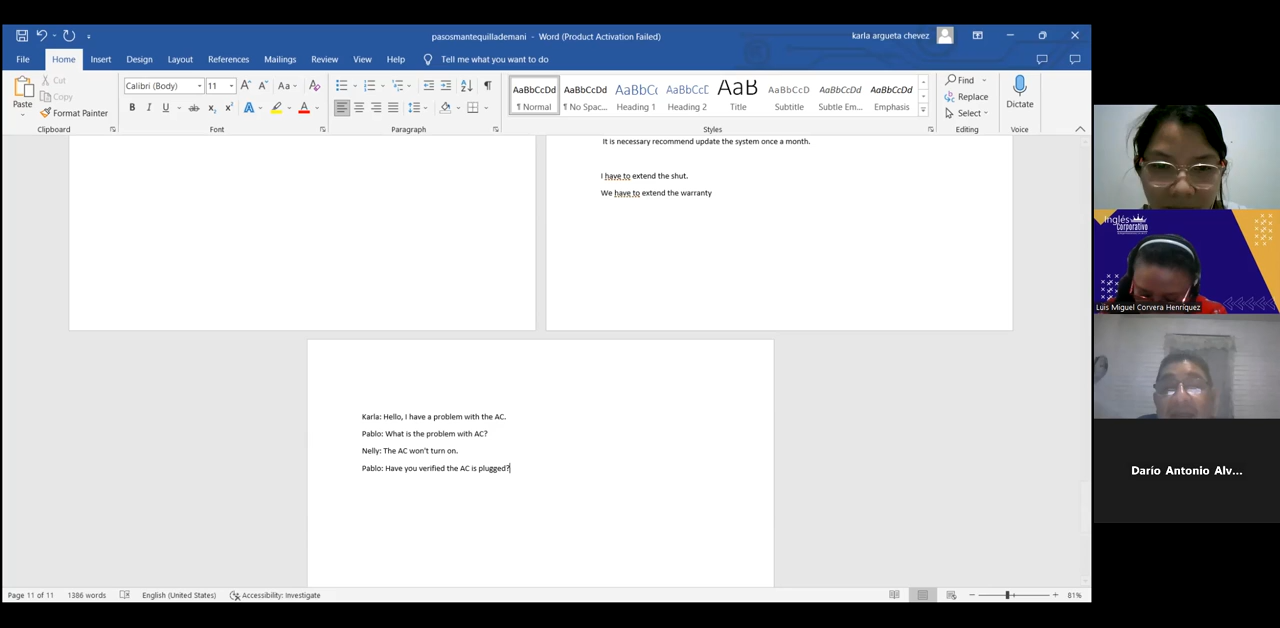 pasosmantequillademani - Word (Product Activation Failed)
karla argueta chevez
File Home Insert Design Layout References Mailings Review View Help Tell me what you want to do
Paste
Cut
Copy
Format Painter
Clipboard
Calibri (Body) 11
Font
Paragraph
AaBbCcDd ¶ Normal
AaBbCcDd ¶ No Spac...
AaBbCc Heading 1
AaBbCcD Heading 2
AaB Title
AaBbCcD Subtitle
AaBbCcDd Subtle Em...
AaBbCcDd Emphasis
Styles
Find
Replace
Select
Editing
Dictate
Voice
It is necessary recommend update the system once a month.
I have to extend the shut.
We have to extend the warranty
Karla: Hello, I have a problem with the AC.
Pablo: What is the problem with AC?
Nelly: The AC won't turn on.
Pablo: Have you verified the AC is plugged?
Page 11 of 11 1386 words English (United States) Accessibility: Investigate 81%
Inglés
Corporativo
Luis Miguel Corvera Henríquez
Darío Antonio Alv...